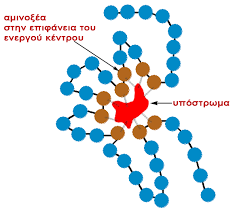 αμινοξέα
στην επιφάνεια του
ενεργού κέντρου
υπόστρωμα